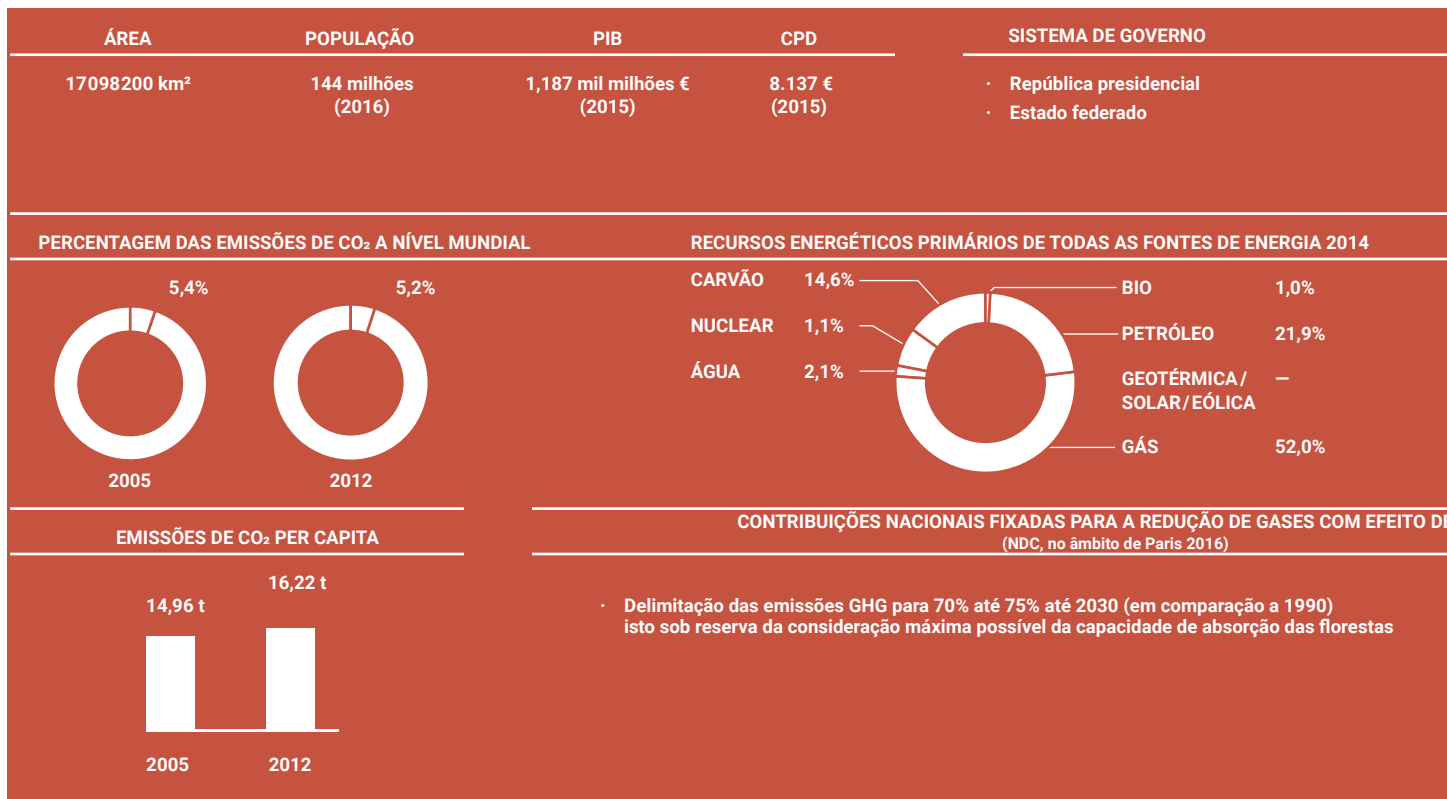 ÁREA
POPULAÇÃO
PIB
CPD
SISTEMA DE GOVERNO
17098200 km²
144 milhões
(2016)
1,187 mil milhões €
(2015)
8.137 €
(2015)
· República presidencial
· Estado federado
PERCENTAGEM DAS EMISSÕES DE CO₂ A NÍVEL MUNDIAL
5,4%
5,2%
2005
2012
RECURSOS ENERGÉTICOS PRIMÁRIOS DE TODAS AS FONTES DE ENERGIA 2014
CARVÃO 14,6%
NUCLEAR 1,1%
ÁGUA 2,1%
BIO 1,0%
PETRÓLEO 21,9%
GEOTÉRMICA/ —
SOLAR/EÓLICA
GÁS 52,0%
EMISSÕES DE CO₂ PER CAPITA
14,96 t
16,22 t
2005
2012
CONTRIBUIÇÕES NACIONAIS FIXADAS PARA A REDUÇÃO DE GASES COM EFEITO DE
(NDC, no âmbito de Paris 2016)
· Delimitação das emissões GHG para 70% até 75% até 2030 (em comparação a 1990)
isto sob reserva da consideração máxima possível da capacidade de absorção das florestas